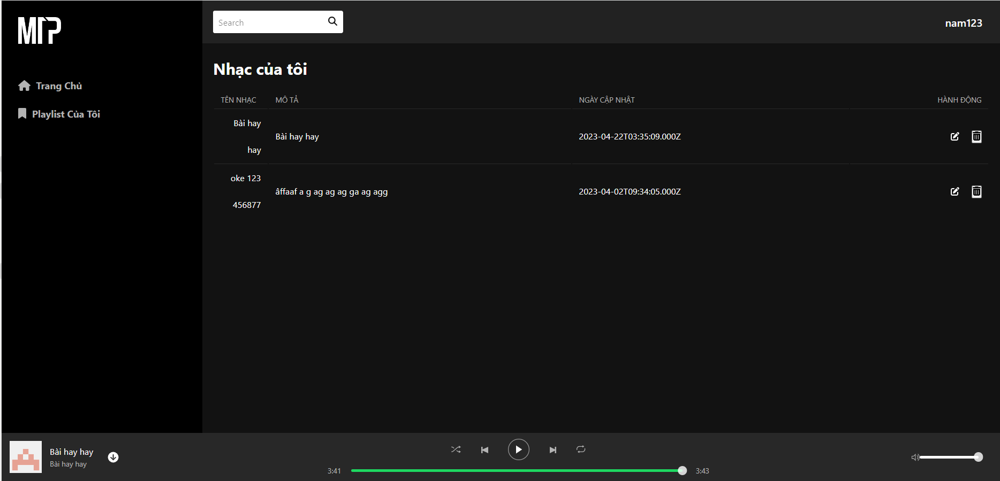 MTP
Search
nam123
Trang Chủ
Playlist Của Tôi
Nhạc của tôi
TÊN NHẠC MÔ TẢ NGÀY CẬP NHẬT HÀNH ĐỘNG
Bài hay
hay
Bài hay hay
2023-04-22T03:35:09.000Z
oke 123
456877
âffaaf a g ag ag ag ga ag agg
2023-04-02T09:34:05.000Z
Bài hay hay
Bài hay hay
3:41
3:43